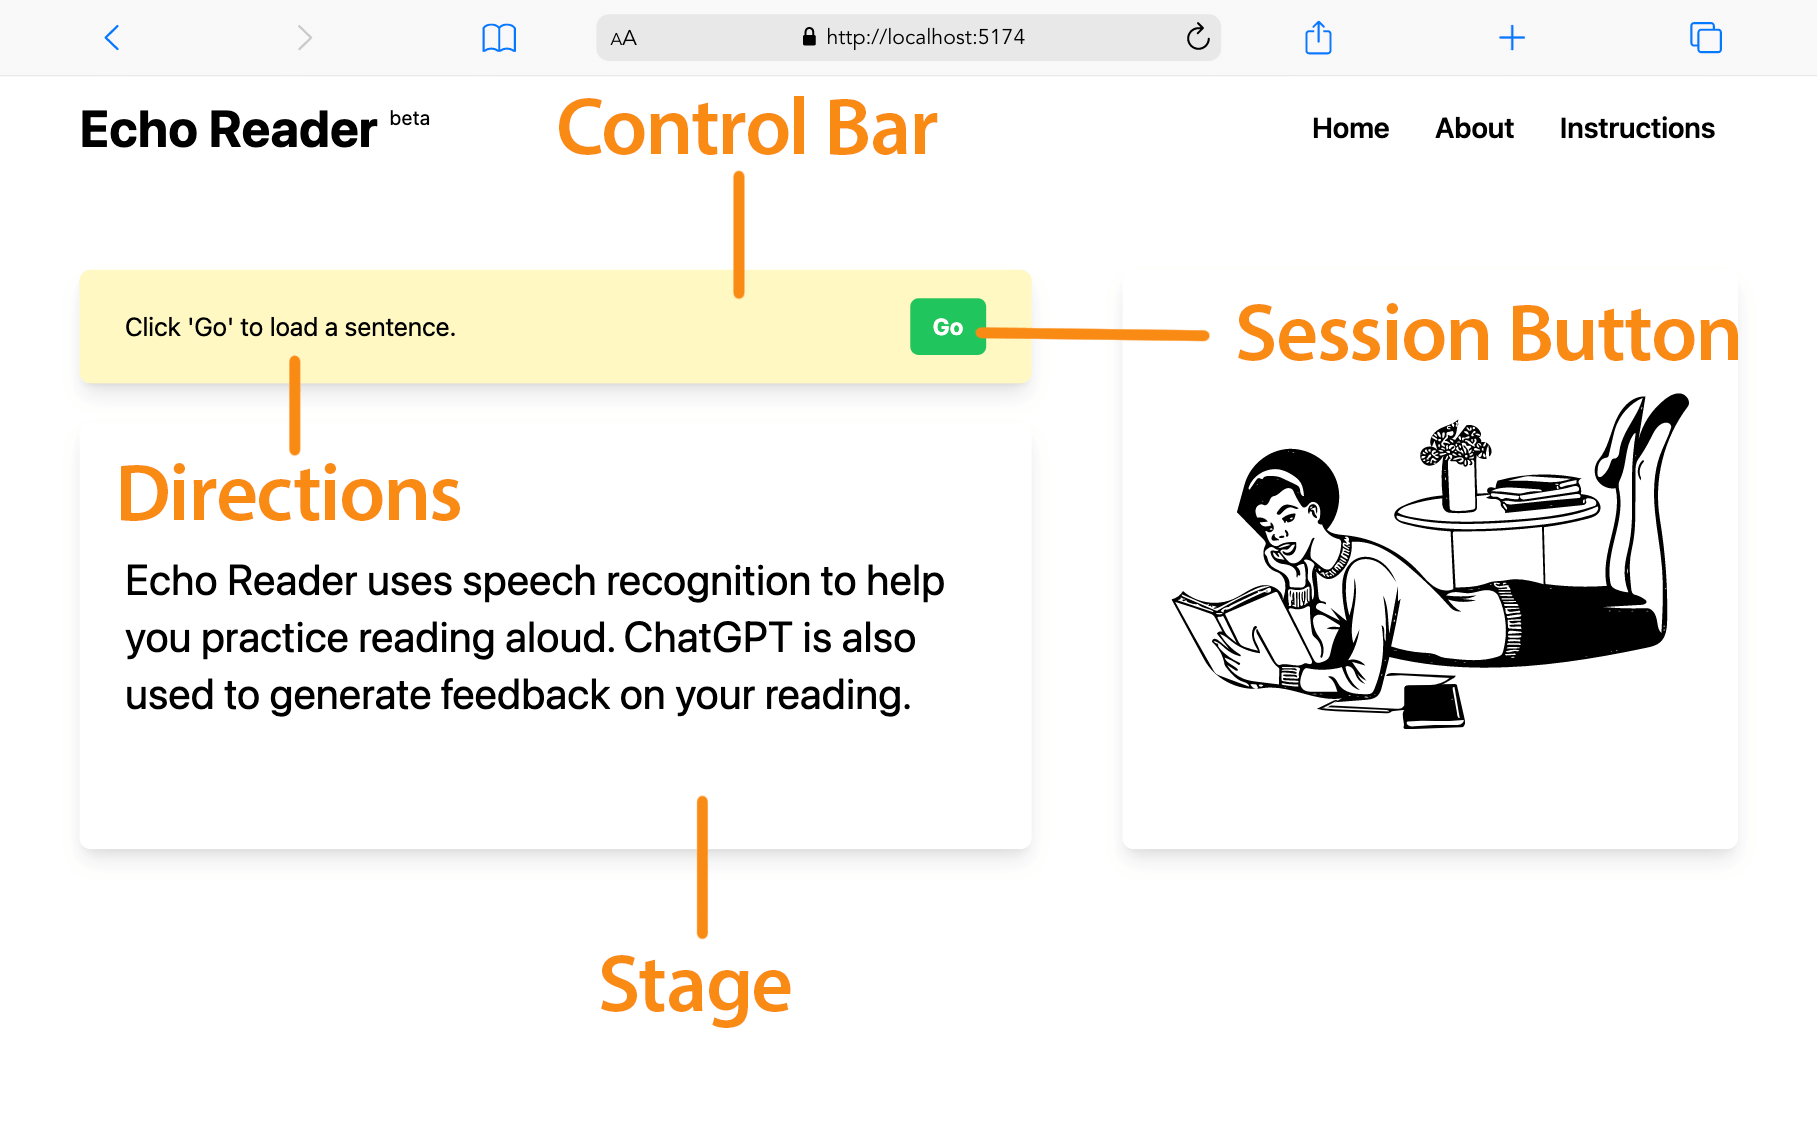 AA http://localhost:5174
Echo Reader beta
Control Bar
Home About Instructions
Click 'Go' to load a sentence.
Go
Session Button
Directions
Echo Reader uses speech recognition to help
you practice reading aloud. ChatGPT is also
used to generate feedback on your reading.
Stage